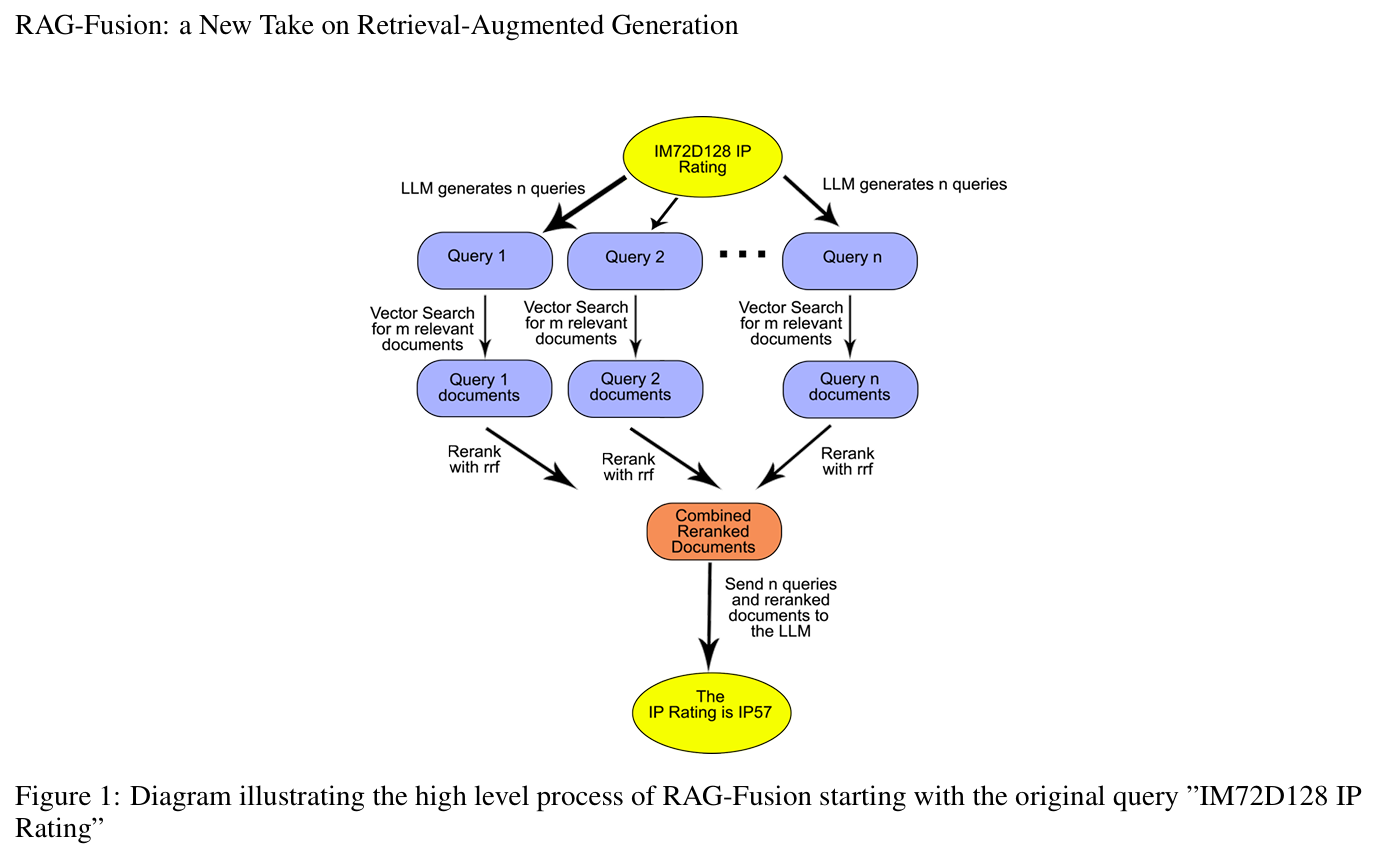 RAG-Fusion: a New Take on Retrieval-Augmented Generation
IM72D128 IP
Rating
LLM generates n queries
LLM generates n queries
Query 1
Query 2
Query n
Vector Search
for m relevant
documents
Vector Search
for m relevant
documents
Vector Search
for m relevant
documents
Query 1
documents
Query 2
documents
Query n
documents
Rerank
with rrf
Rerank
with rrf
Rerank
with rrf
Combined
Reranked
Documents
Send n queries
and reranked
documents to
the LLM
The
IP Rating is IP57
Figure 1: Diagram illustrating the high level process of RAG-Fusion starting with the original query ”IM72D128 IP
Rating”